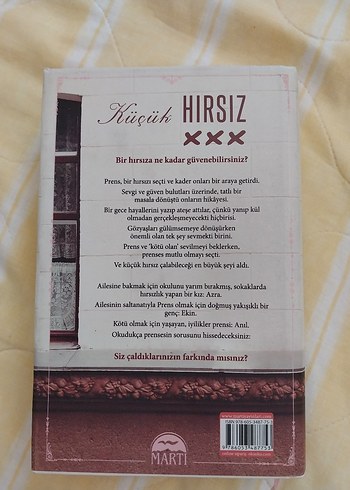 Küçük HIRSIZ
xxx
Bir hırsıza ne kadar güvenebilirsiniz?
Prens, bir hırsızı seçti ve kader onları bir araya getirdi.
Sevgi ve güven bulutları üzerinde, tatlı bir
masala dönüştü onların hikâyesi.
Bir gece hayallerini yazıp ateşe attılar, çünkü yanıp kül
olmadan gerçekleşmeyecekti hiçbirisi.
Gözyaşları gülümsemeye dönüşürken
önemli olan tek şey sevmekti birini.
Prens ve 'kötü olan' sevilmeyi beklerken,
prenses mutlu olmayı seçti.
Ve küçük hırsız çalabileceği en büyük şeyi aldı.
Ailesine bakmak için okulunu yarım bırakmış, sokaklarda
hırsızlık yapan bir kız: Azra.
Ailesinin saltanatıyla Prens olmak için doğmuş yakışıklı bir
genç: Ekin.
Kötü olmak için yaşayan, iyilikler prensi: Anıl.
Okudukça prensesin sorusunu hissedeceksiniz:
Siz çaldıklarınızın farkında mısınız?
MARTI